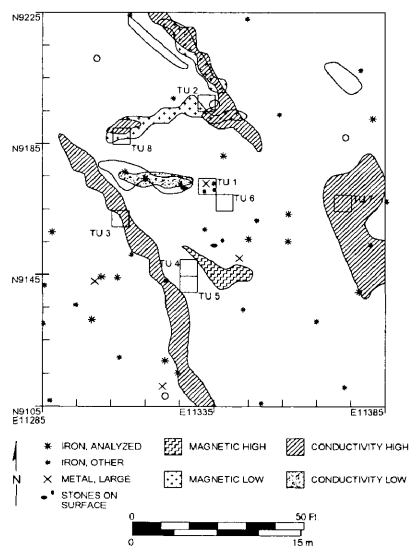 N9225
TU 2
TU 8
N9185
TU 1
TU 6
TU 7
TU 3
TU 4
N9145
TU 5
N9105
E11285
E11335
E11385
N
IRON, ANALYZED
IRON, OTHER
METAL, LARGE
STONES ON
SURFACE
MAGNETIC HIGH
MAGNETIC LOW
CONDUCTIVITY HIGH
CONDUCTIVITY LOW
0
50 Ft.
0
15 m